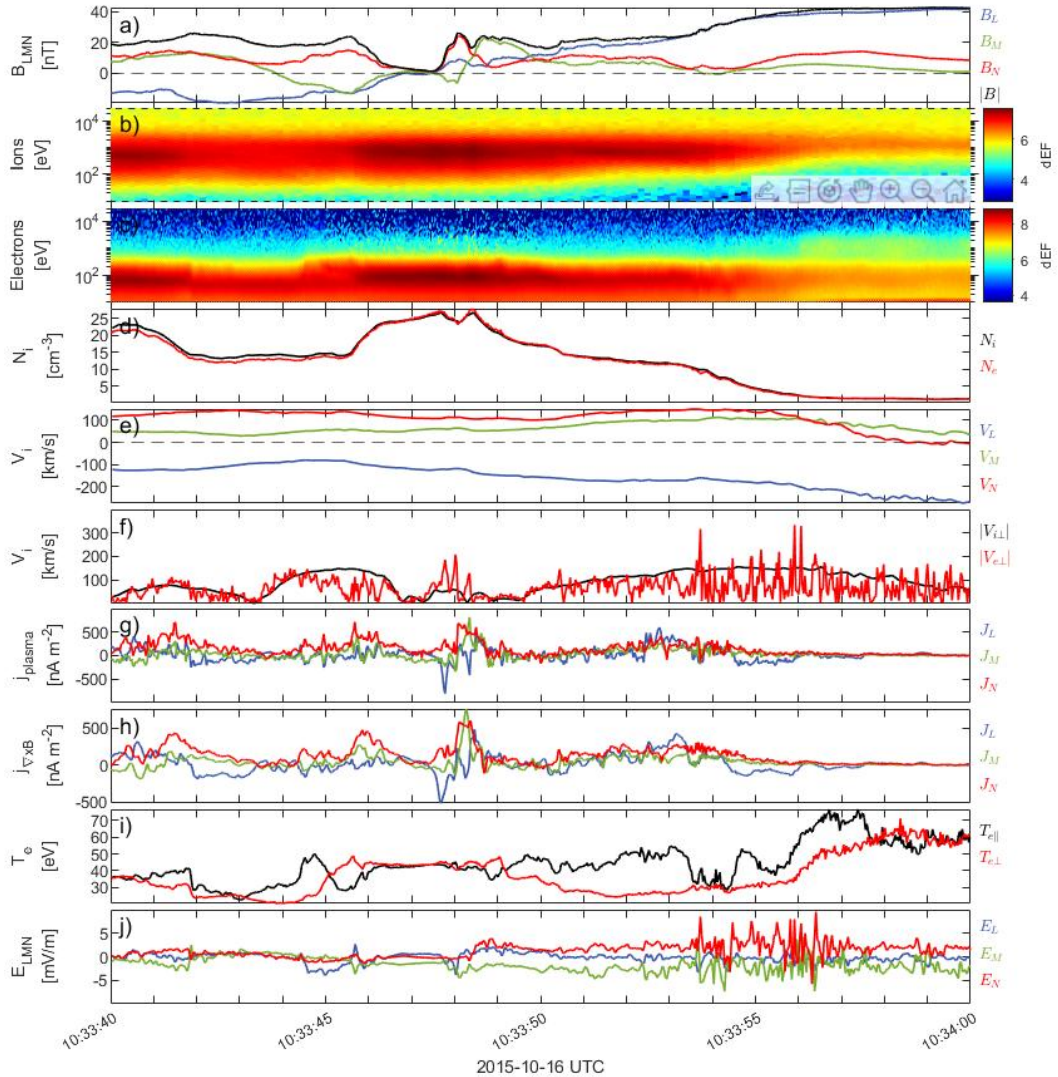 a)
40
20
0
B_LMN
[nT]
B_L
B_M
B_N
|B|
b)
10^4
10^2
Ions
[eV]
6
4
dEF
10^4
10^2
Electrons
[eV]
8
6
4
dEF
d)
25
20
15
10
5
N_i
[cm^-3]
N_i
N_e
e)
100
0
-100
-200
V_i
[km/s]
V_L
V_M
V_N
f)
300
200
100
V_i
[km/s]
|V_i⊥|
|V_e⊥|
g)
500
0
-500
j_plasma
[nA m^-2]
J_L
J_M
J_N
h)
500
0
-500
j_∇xB
[nA m^-2]
J_L
J_M
J_N
i)
70
60
50
40
30
T_e
[eV]
T_e∥
T_e⊥
j)
5
0
-5
E_LMN
[mV/m]
E_L
E_M
E_N
10:33:40
10:33:45
10:33:50
10:33:55
10:34:00
2015-10-16 UTC